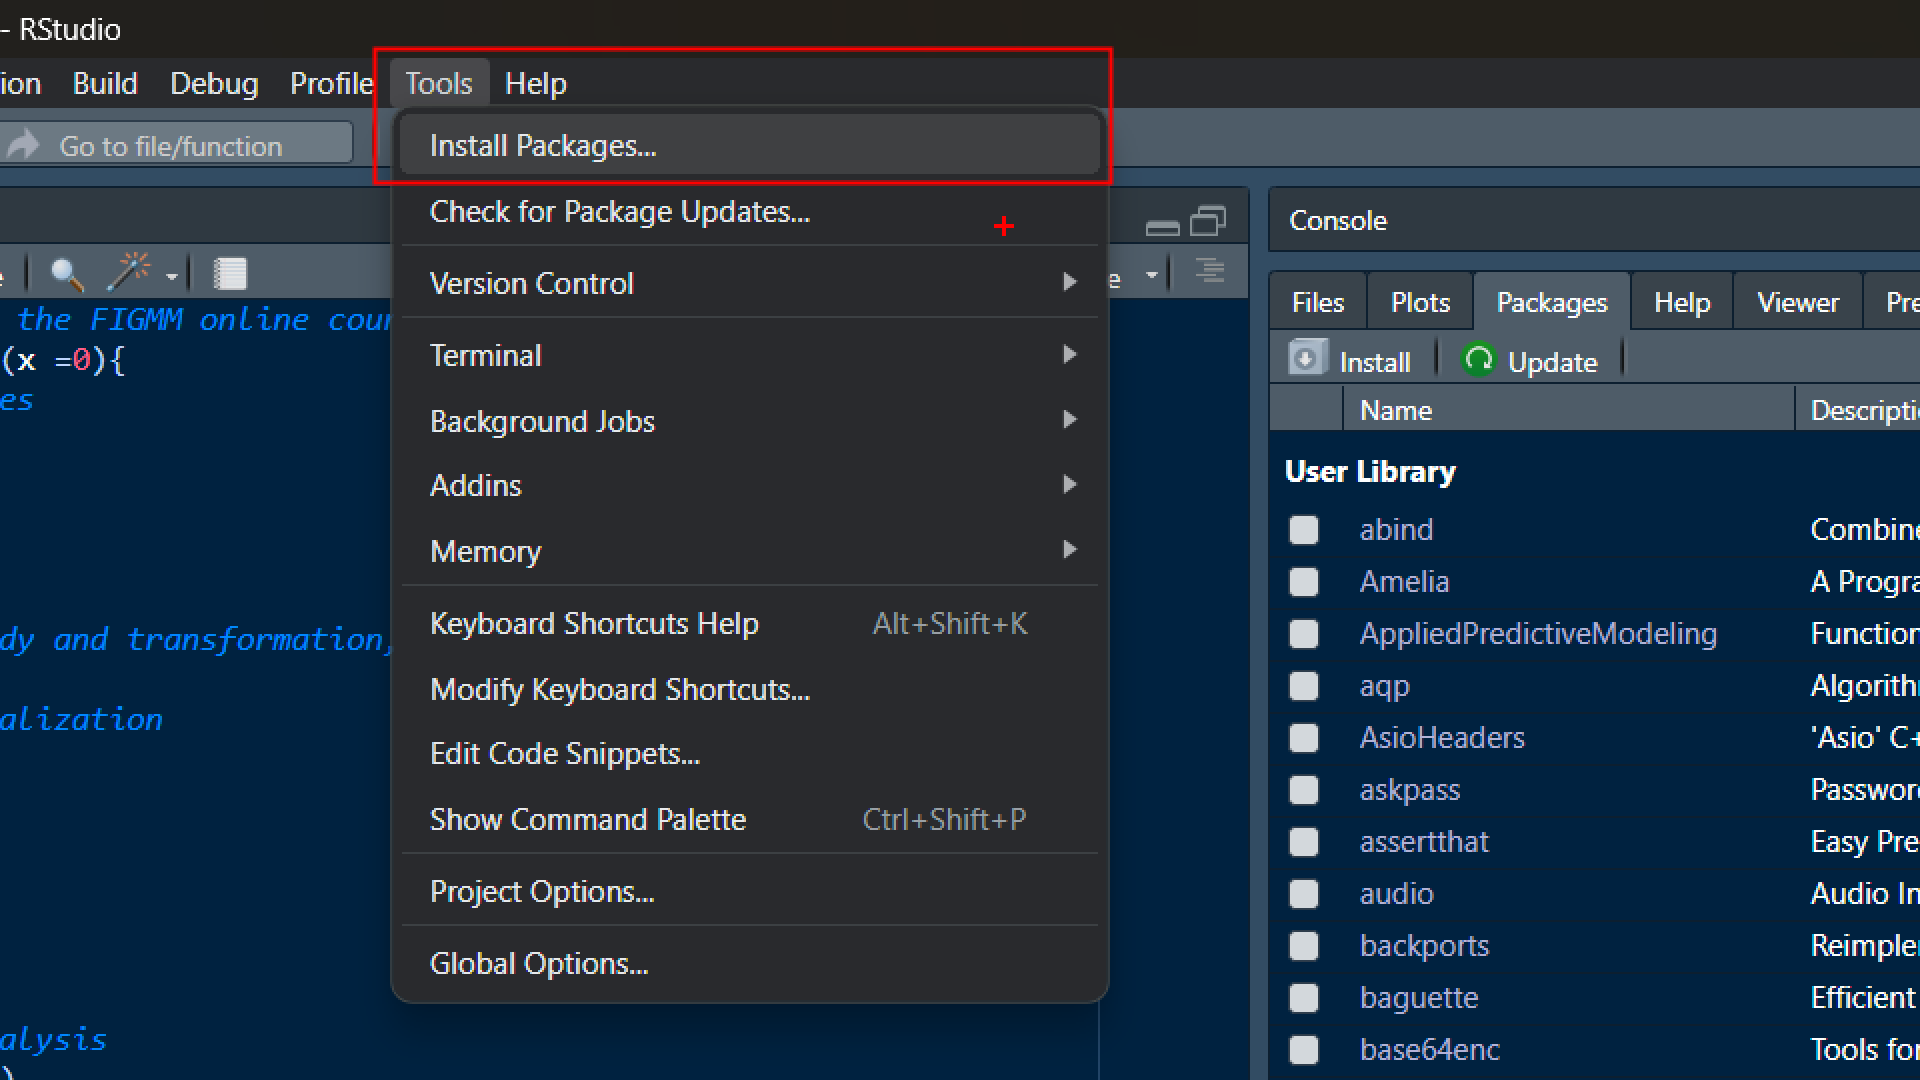 - RStudio
ion Build Debug Profile Tools Help
Go to file/function
Install Packages...
Check for Package Updates...
Version Control
Terminal
Background Jobs
Addins
Memory
Keyboard Shortcuts Help Alt+Shift+K
Modify Keyboard Shortcuts...
Edit Code Snippets...
Show Command Palette Ctrl+Shift+P
Project Options...
Global Options...
e
the FIGMM online cour
(x =0){
es
dy and transformation,
alization
alysis
)
e
Console
Files Plots Packages Help Viewer Pre
Install Update
Name Descripti
User Library
abind Combine
Amelia A Progra
AppliedPredictiveModeling Function
aqp Algorith
AsioHeaders 'Asio' C+
askpass Password
assertthat Easy Pre
audio Audio In
backports Reimple
baguette Efficient
base64enc Tools for